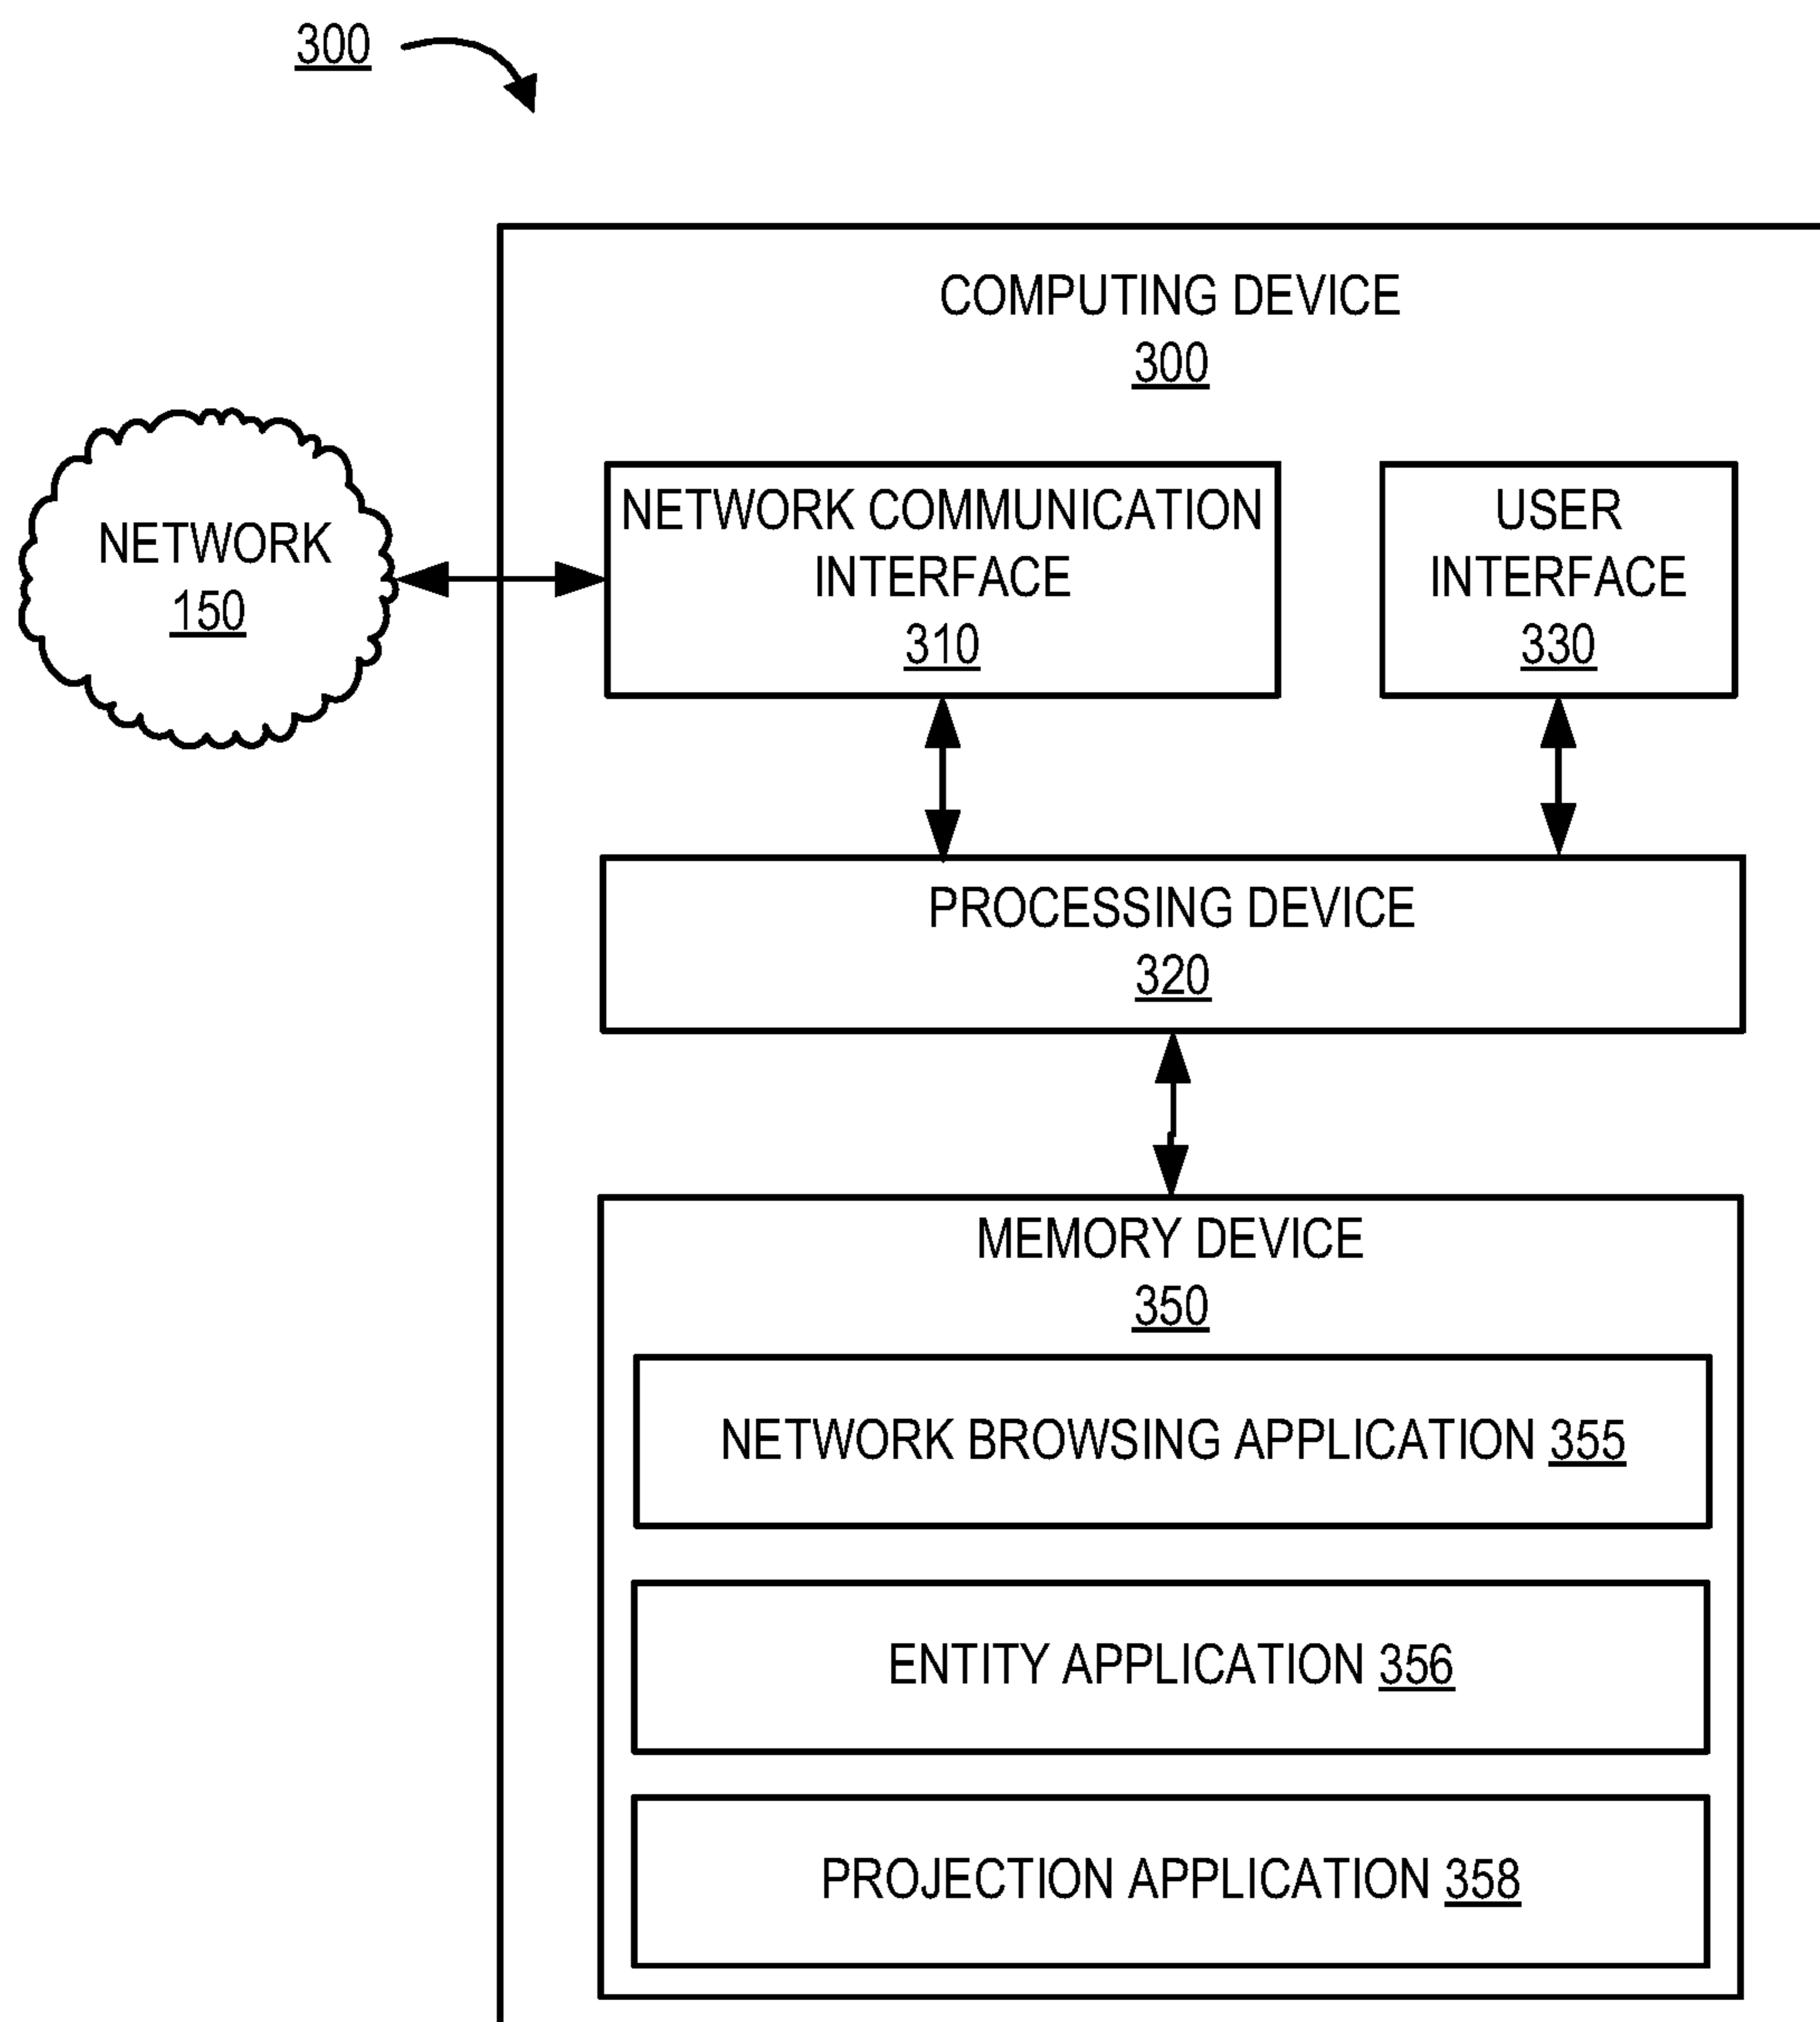 300
COMPUTING DEVICE
300
NETWORK
150
NETWORK COMMUNICATION
INTERFACE
310
USER
INTERFACE
330
PROCESSING DEVICE
320
MEMORY DEVICE
350
NETWORK BROWSING APPLICATION 355
ENTITY APPLICATION 356
PROJECTION APPLICATION 358